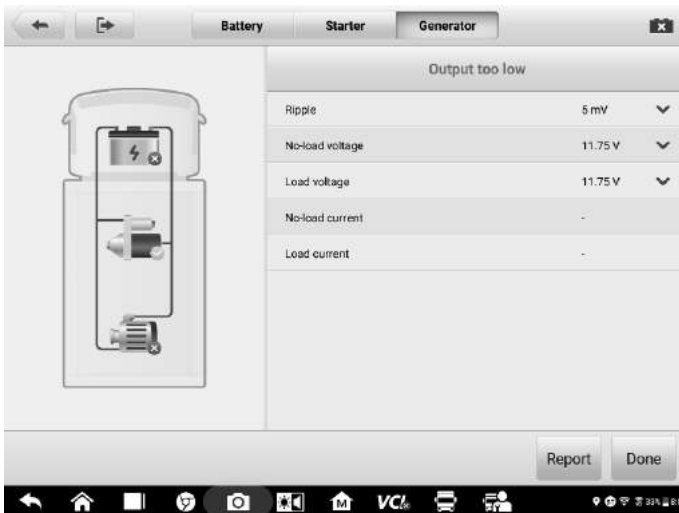 Battery Starter Generator
Output too low
Ripple 5 mV
No-load voltage 11.75 V
Load voltage 11.75 V
No-load current -
Load current -
Report Done
M VCI 33%